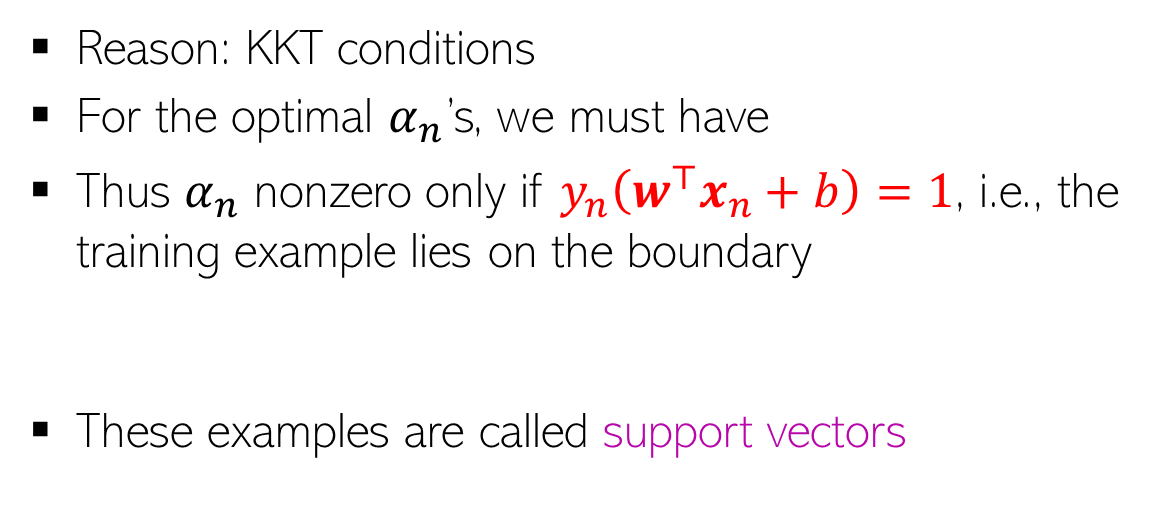 ▪ Reason: KKT conditions
▪ For the optimal αₙ's, we must have
▪ Thus αₙ nonzero only if yₙ(w⊤xₙ + b) = 1, i.e., the
training example lies on the boundary
▪ These examples are called support vectors